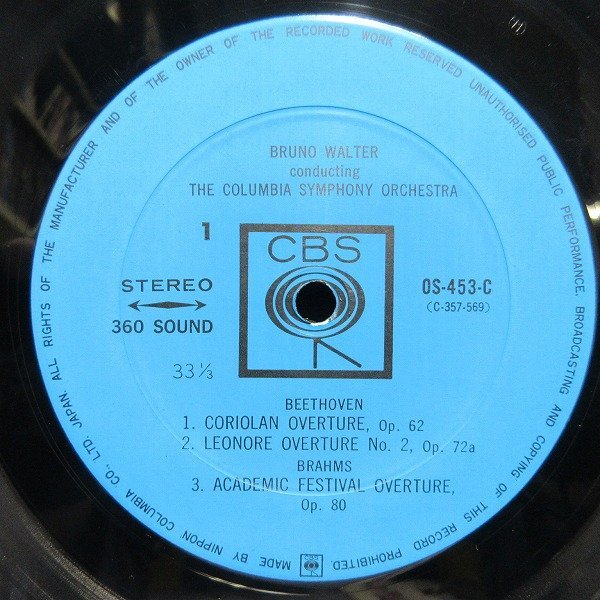 ALL RIGHTS OF THE MANUFACTURER AND OF THE OWNER OF THE RECORDED WORK RESERVED UNAUTHORISED PUBLIC PERFORMANCE, BROADCASTING AND COPYING OF THIS RECORD PROHIBITED.
BRUNO WALTER
conducting
THE COLUMBIA SYMPHONY ORCHESTRA
1
CBS
STEREO
360 SOUND
33⅓
OS-453-C
(C-357-569)
BEETHOVEN
1. CORIOLAN OVERTURE, Op. 62
2. LEONORE OVERTURE No. 2, Op. 72a
BRAHMS
3. ACADEMIC FESTIVAL OVERTURE,
Op. 80
CBS
MADE BY NIPPON COLUMBIA CO., LTD. JAPAN.